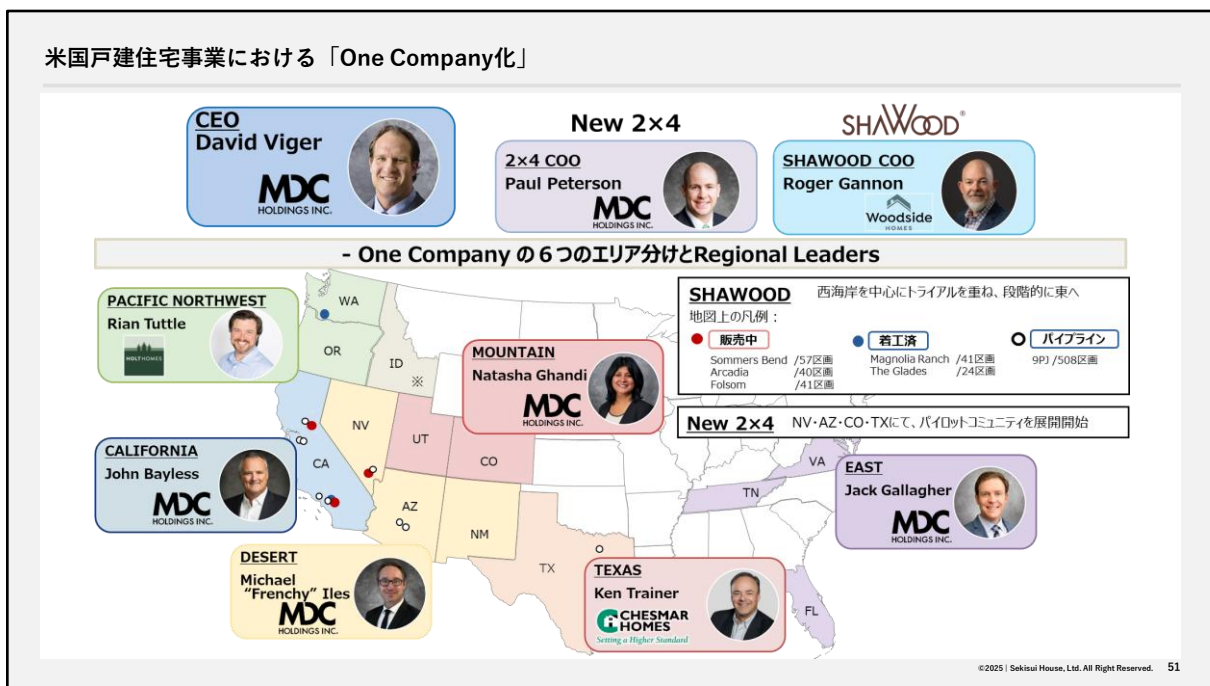 米国戸建住宅事業における「One Company化」
CEO
David Viger
MDC
HOLDINGS INC.
New 2×4
2×4 COO
Paul Peterson
MDC
HOLDINGS INC.
SHAWOOD®
SHAWOOD COO
Roger Gannon
Woodside
HOMES
- One Company の６つのエリア分けとRegional Leaders
PACIFIC NORTHWEST
Rian Tuttle
HOLT HOMES
WA
OR
ID
※
MOUNTAIN
Natasha Ghandi
MDC
HOLDINGS INC.
SHAWOOD 西海岸を中心にトライアルを重ね、段階的に東へ
地図上の凡例：
販売中
Sommers Bend /57区画
Arcadia /40区画
Folsom /41区画
着工済
Magnolia Ranch /41区画
The Glades /24区画
パイプライン
9PJ /508区画
New 2×4 NV・AZ・CO・TXにて、パイロットコミュニティを展開開始
NV
UT
CO
CA
AZ
NM
TX
VA
TN
FL
CALIFORNIA
John Bayless
MDC
HOLDINGS INC.
EAST
Jack Gallagher
MDC
HOLDINGS INC.
DESERT
Michael
"Frenchy" Iles
MDC
HOLDINGS INC.
TEXAS
Ken Trainer
CHESMAR
HOMES
Setting a Higher Standard
©2025 | Sekisui House, Ltd. All Right Reserved. 51